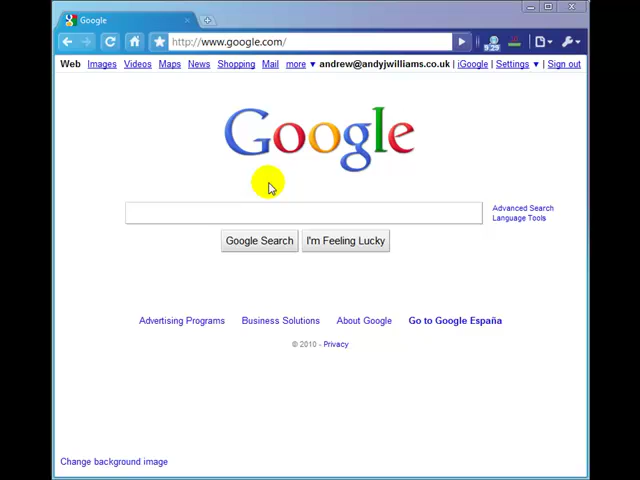 Google
http://www.google.com/
9:29
Web Images Videos Maps News Shopping Mail more ▼ andrew@andyjwilliams.co.uk | iGoogle | Settings ▼ | Sign out
Google
Advanced Search
Language Tools
Google Search I'm Feeling Lucky
Advertising Programs Business Solutions About Google Go to Google España
© 2010 - Privacy
Change background image